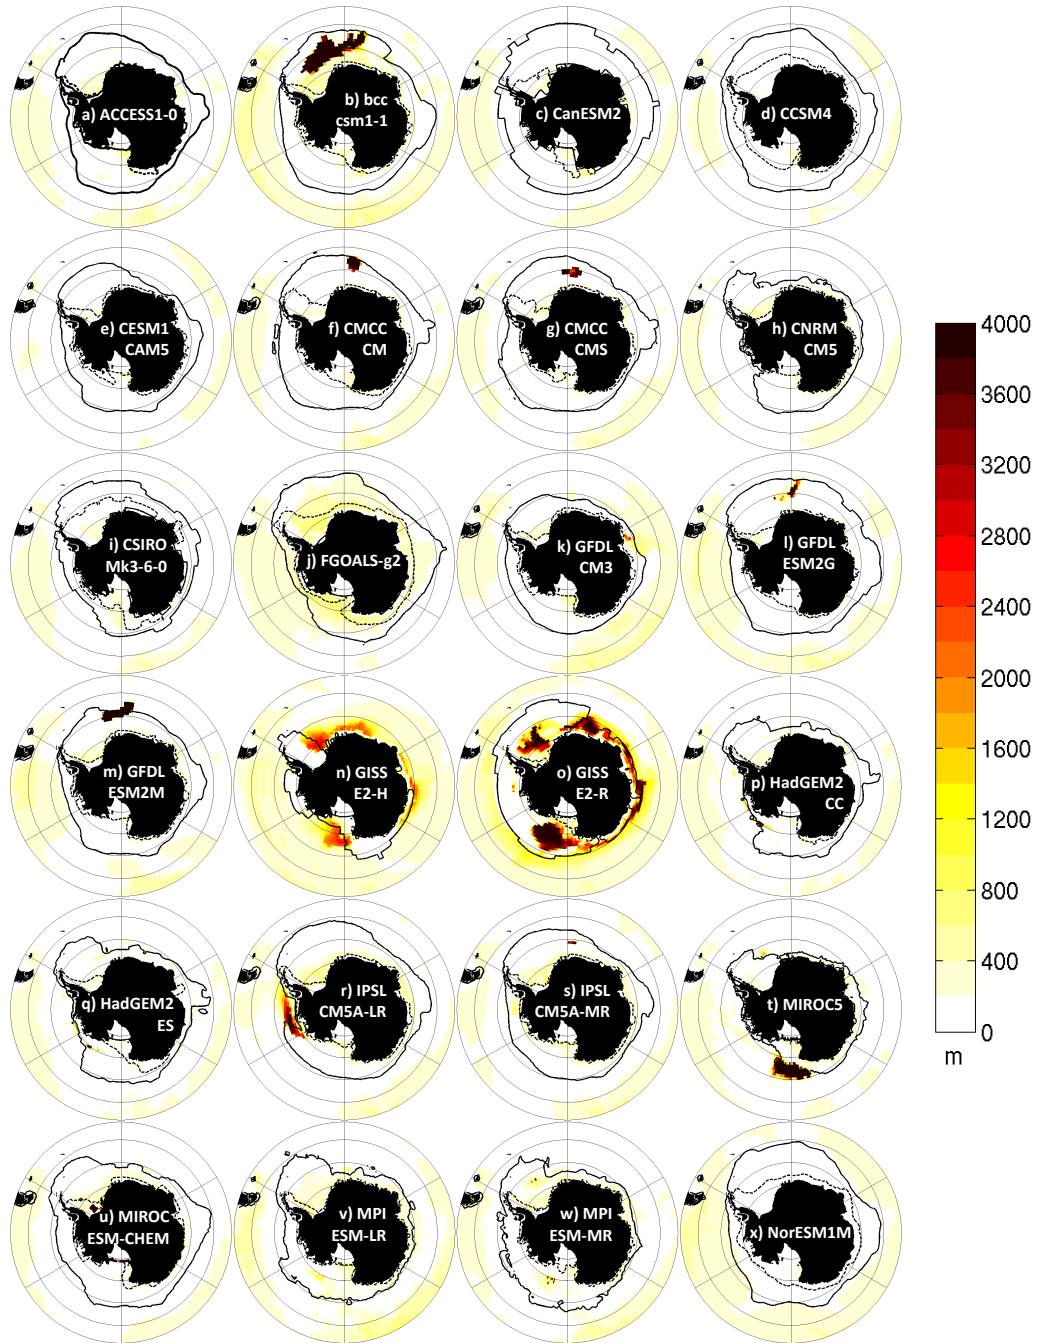 a) ACCESS1-0
b) bcc
csm1-1
c) CanESM2
d) CCSM4
e) CESM1
CAM5
f) CMCC
CM
g) CMCC
CMS
h) CNRM
CM5
i) CSIRO
Mk3-6-0
j) FGOALS-g2
k) GFDL
CM3
l) GFDL
ESM2G
m) GFDL
ESM2M
n) GISS
E2-H
o) GISS
E2-R
p) HadGEM2
CC
q) HadGEM2
ES
r) IPSL
CM5A-LR
s) IPSL
CM5A-MR
t) MIROC5
u) MIROC
ESM-CHEM
v) MPI
ESM-LR
w) MPI
ESM-MR
x) NorESM1M
4000
3600
3200
2800
2400
2000
1600
1200
800
400
0
m